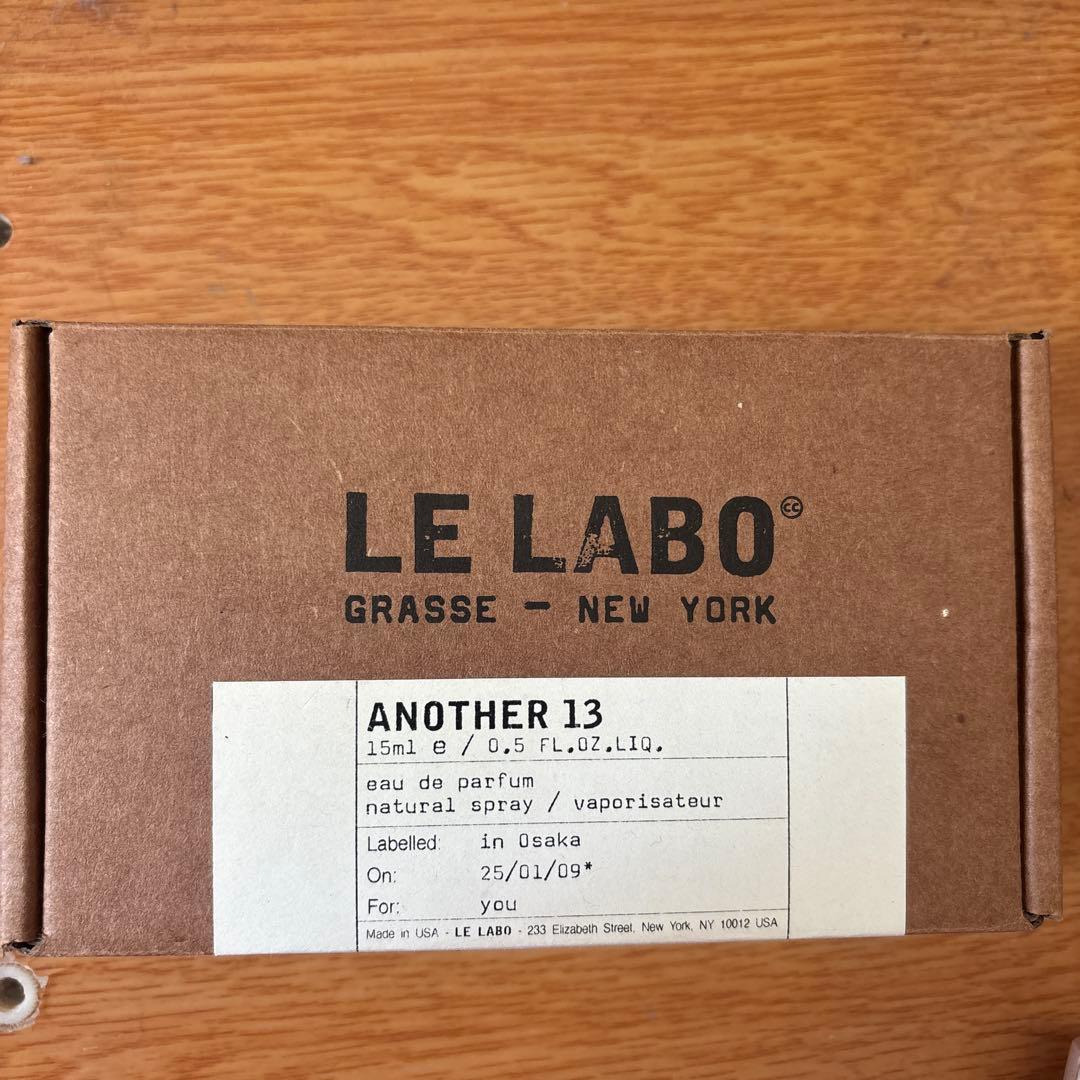 LE LABO
GRASSE — NEW YORK
ANOTHER 13
15ml e / 0.5 FL.OZ.LIQ.
eau de parfum
natural spray / vaporisateur
Labelled: in Osaka
On: 25/01/09*
For: you
Made in USA - LE LABO - 233 Elizabeth Street, New York, NY 10012 USA